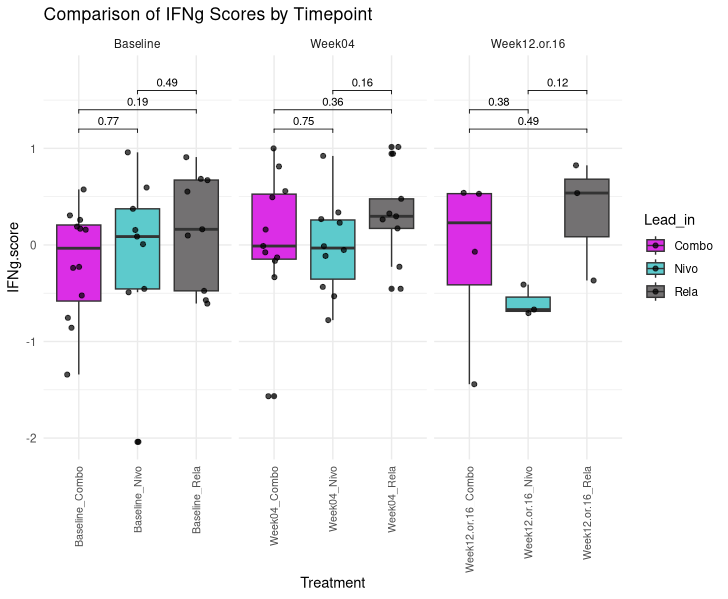 Comparison of IFNg Scores by Timepoint
Baseline
Week04
Week12.or.16
0.49
0.19
0.77
0.16
0.36
0.75
0.12
0.38
0.49
IFNg.score
1
0
-1
-2
Lead_in
Combo
Nivo
Rela
Baseline_Combo
Baseline_Nivo
Baseline_Rela
Week04_Combo
Week04_Nivo
Week04_Rela
Week12.or.16_Combo
Week12.or.16_Nivo
Week12.or.16_Rela
Treatment